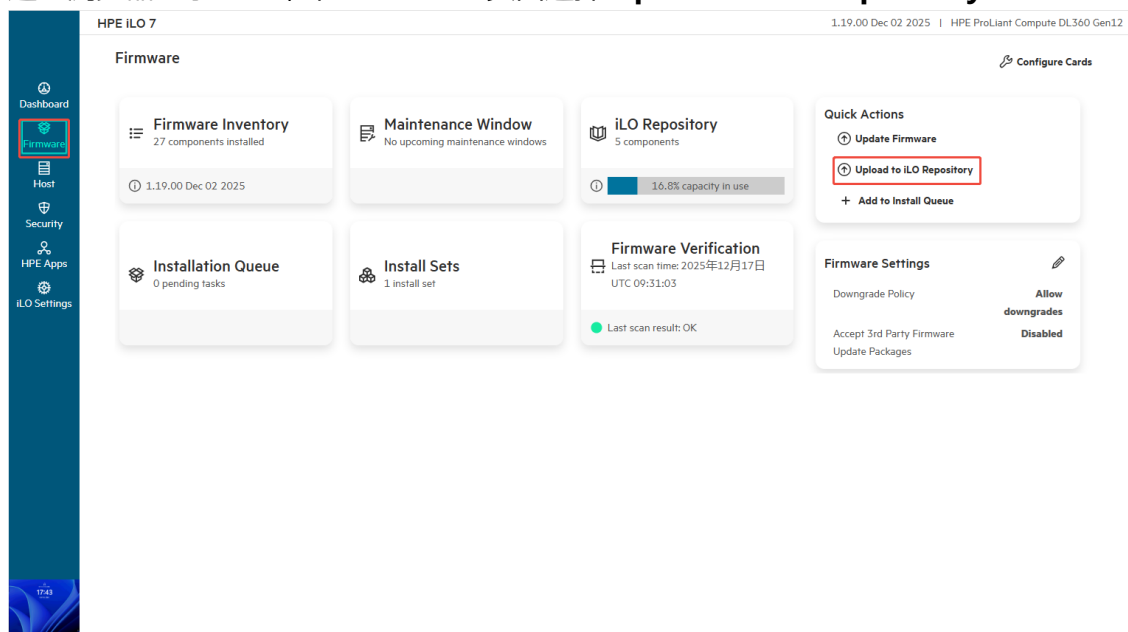 HPE iLO 7
1.19.00 Dec 02 2025 | HPE ProLiant Compute DL360 Gen12
Firmware
Configure Cards
Dashboard
Firmware
Host
Security
HPE Apps
iLO Settings
Firmware Inventory
27 components installed
1.19.00 Dec 02 2025
Maintenance Window
No upcoming maintenance windows
iLO Repository
5 components
16.8% capacity in use
Quick Actions
Update Firmware
Upload to iLO Repository
+ Add to Install Queue
Installation Queue
0 pending tasks
Install Sets
1 install set
Firmware Verification
Last scan time: 2025年12月17日
UTC 09:31:03
Last scan result: OK
Firmware Settings
Downgrade Policy
Allow
downgrades
Accept 3rd Party Firmware
Update Packages
Disabled
17:43